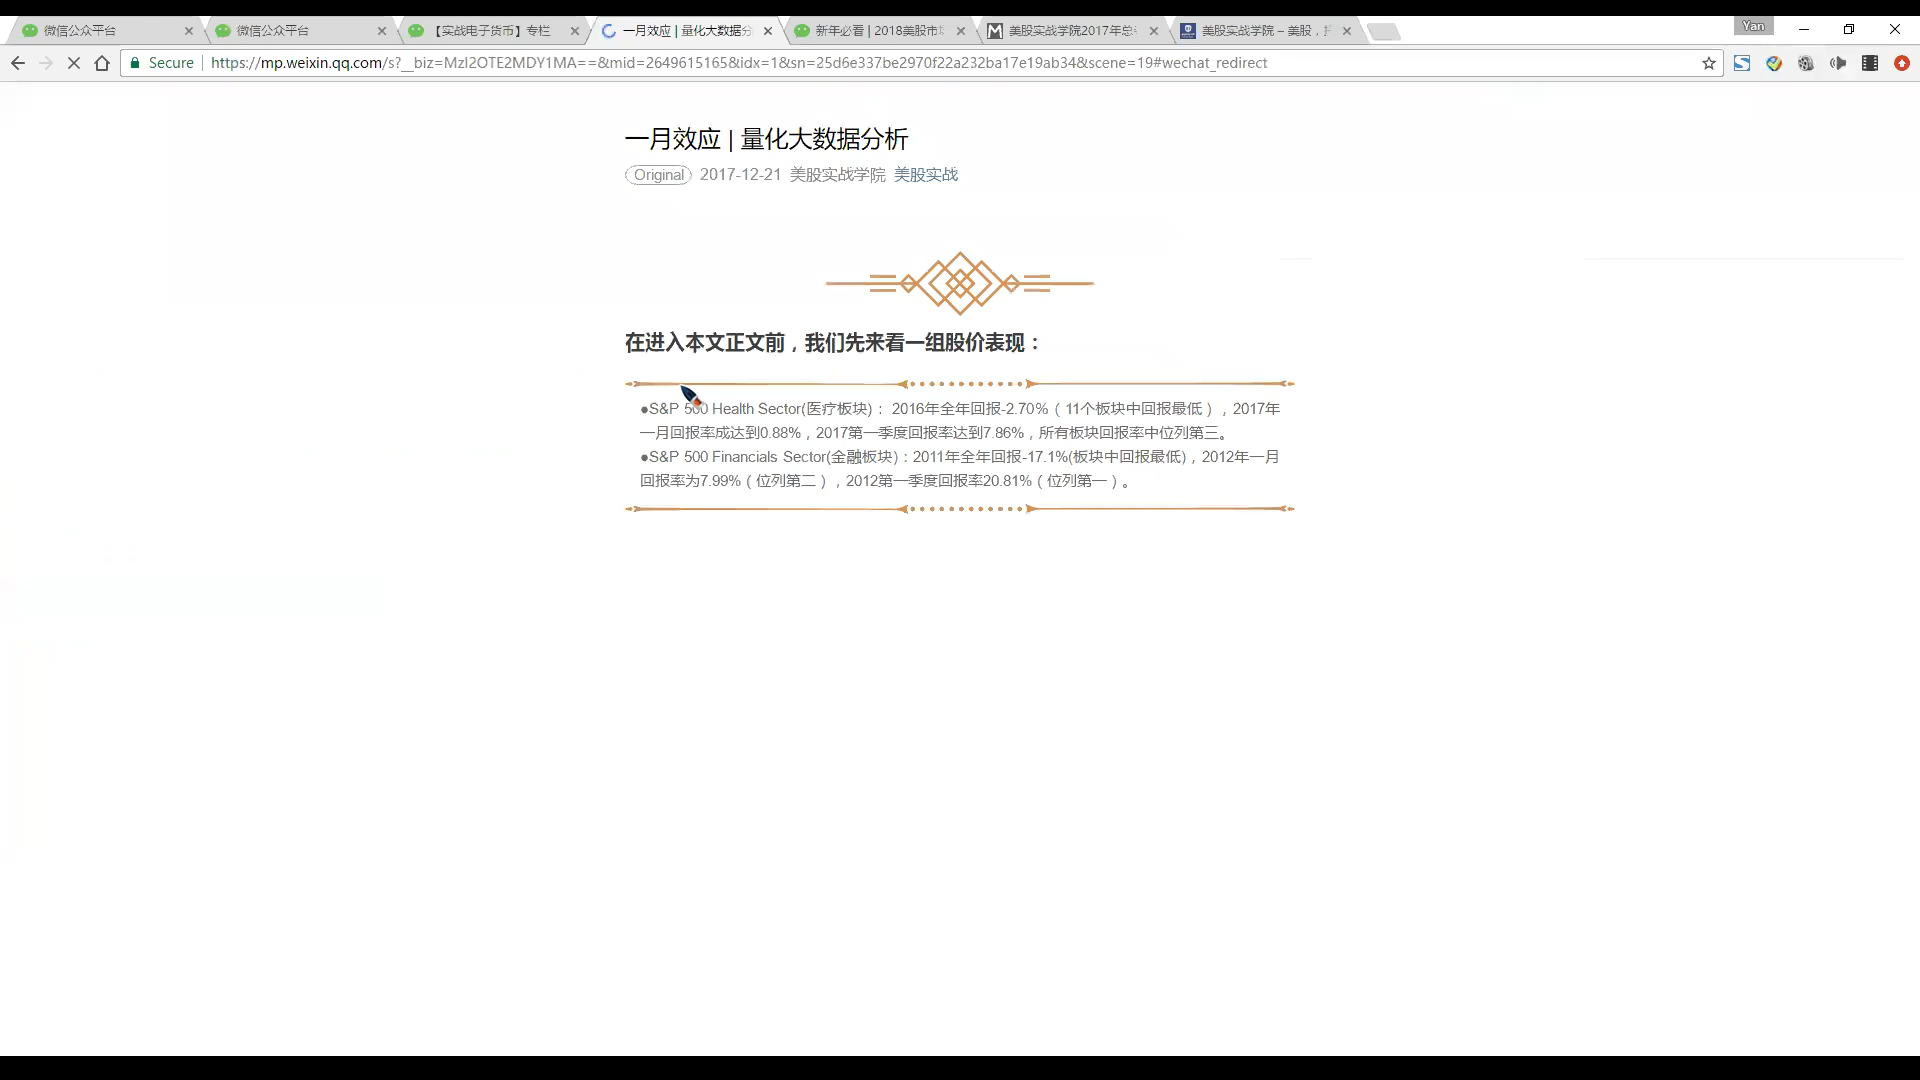 微信公众平台
微信公众平台
【实战电子货币】专栏
一月效应 | 量化大数据分
新年必看 | 2018美股市
美股实战学院2017年总
美股实战学院 – 美股，
Yan
Secure
https://mp.weixin.qq.com/s?__biz=MzI2OTE2MDY1MA==&mid=2649615165&idx=1&sn=25d6e337be2970f22a232ba17e19ab34&scene=19#wechat_redirect
一月效应 | 量化大数据分析
Original 2017-12-21 美股实战学院 美股实战
在进入本文正文前，我们先来看一组股价表现：
●S&P 500 Health Sector(医疗板块)： 2016年全年回报-2.70%（11个板块中回报最低），2017年
一月回报率成达到0.88%，2017第一季度回报率达到7.86%，所有板块回报率中位列第三。
●S&P 500 Financials Sector(金融板块)：2011年全年回报-17.1%(板块中回报最低)，2012年一月
回报率为7.99%（位列第二），2012第一季度回报率20.81%（位列第一）。